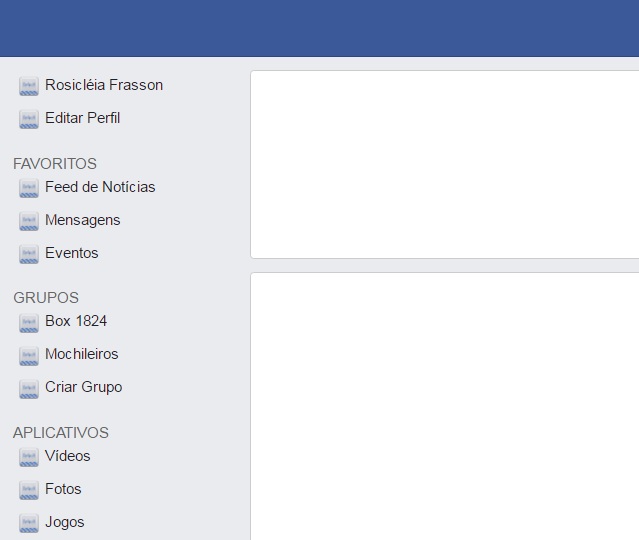 Rosicléia Frasson
Editar Perfil
FAVORITOS
Feed de Notícias
Mensagens
Eventos
GRUPOS
Box 1824
Mochileiros
Criar Grupo
APLICATIVOS
Vídeos
Fotos
Jogos